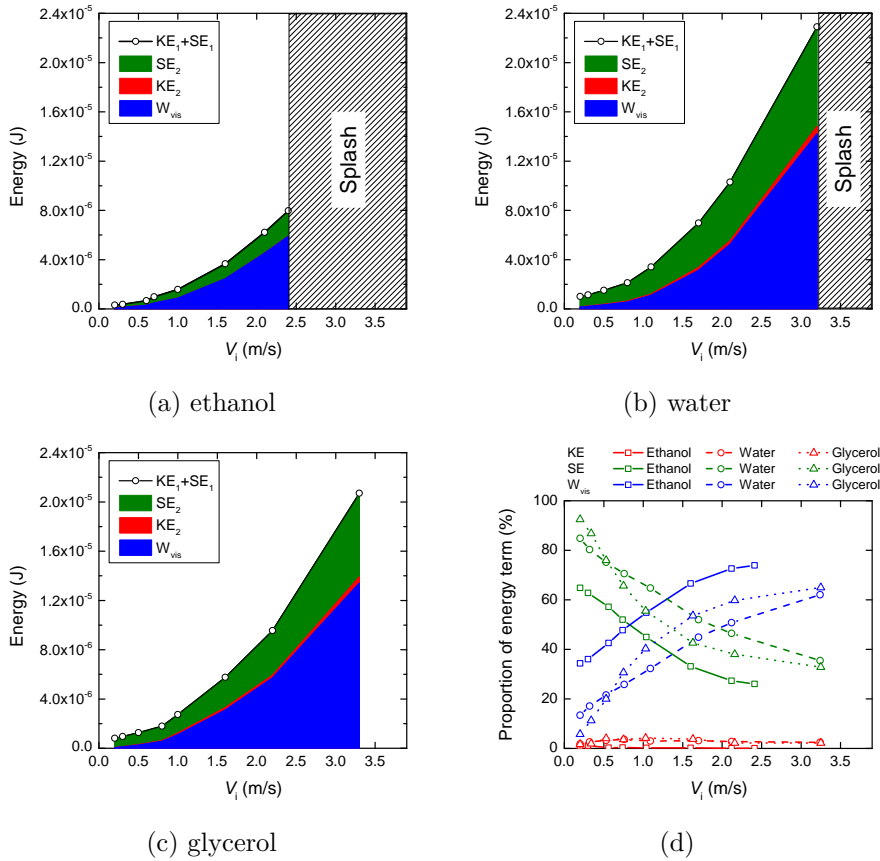 2.4x10⁻⁵
2.0x10⁻⁵
1.6x10⁻⁵
1.2x10⁻⁵
8.0x10⁻⁶
4.0x10⁻⁶
0.0
Energy (J)
KE₁+SE₁
SE₂
KE₂
W_vis
Splash
0.0 0.5 1.0 1.5 2.0 2.5 3.0 3.5
V_i (m/s)
(a) ethanol
2.4x10⁻⁵
2.0x10⁻⁵
1.6x10⁻⁵
1.2x10⁻⁵
8.0x10⁻⁶
4.0x10⁻⁶
0.0
Energy (J)
KE₁+SE₁
SE₂
KE₂
W_vis
Splash
0.0 0.5 1.0 1.5 2.0 2.5 3.0 3.5
V_i (m/s)
(b) water
2.4x10⁻⁵
2.0x10⁻⁵
1.6x10⁻⁵
1.2x10⁻⁵
8.0x10⁻⁶
4.0x10⁻⁶
0.0
Energy (J)
KE₁+SE₁
SE₂
KE₂
W_vis
0.0 0.5 1.0 1.5 2.0 2.5 3.0 3.5
V_i (m/s)
(c) glycerol
KE Ethanol Water Glycerol
SE Ethanol Water Glycerol
W_vis Ethanol Water Glycerol
100
80
60
40
20
0
Proportion of energy term (%)
0.0 0.5 1.0 1.5 2.0 2.5 3.0 3.5
V_i (m/s)
(d)